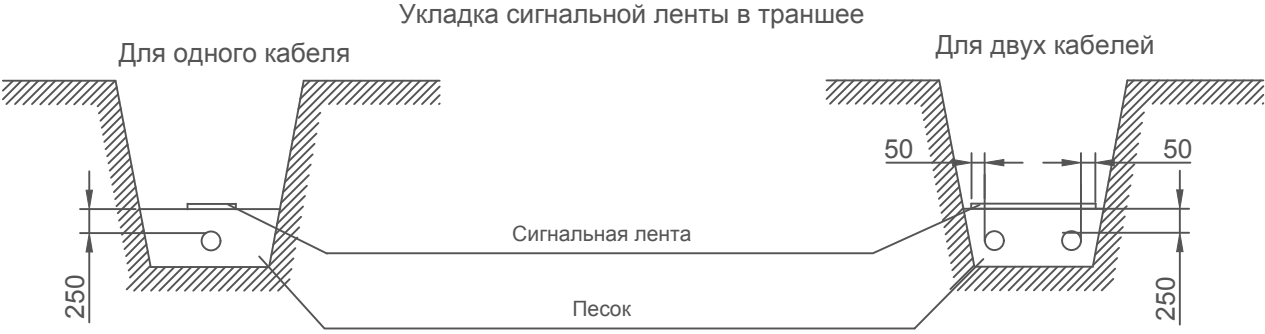 Укладка сигнальной ленты в траншее
Для одного кабеля
Для двух кабелей
50
50
Сигнальная лента
250
250
Песок